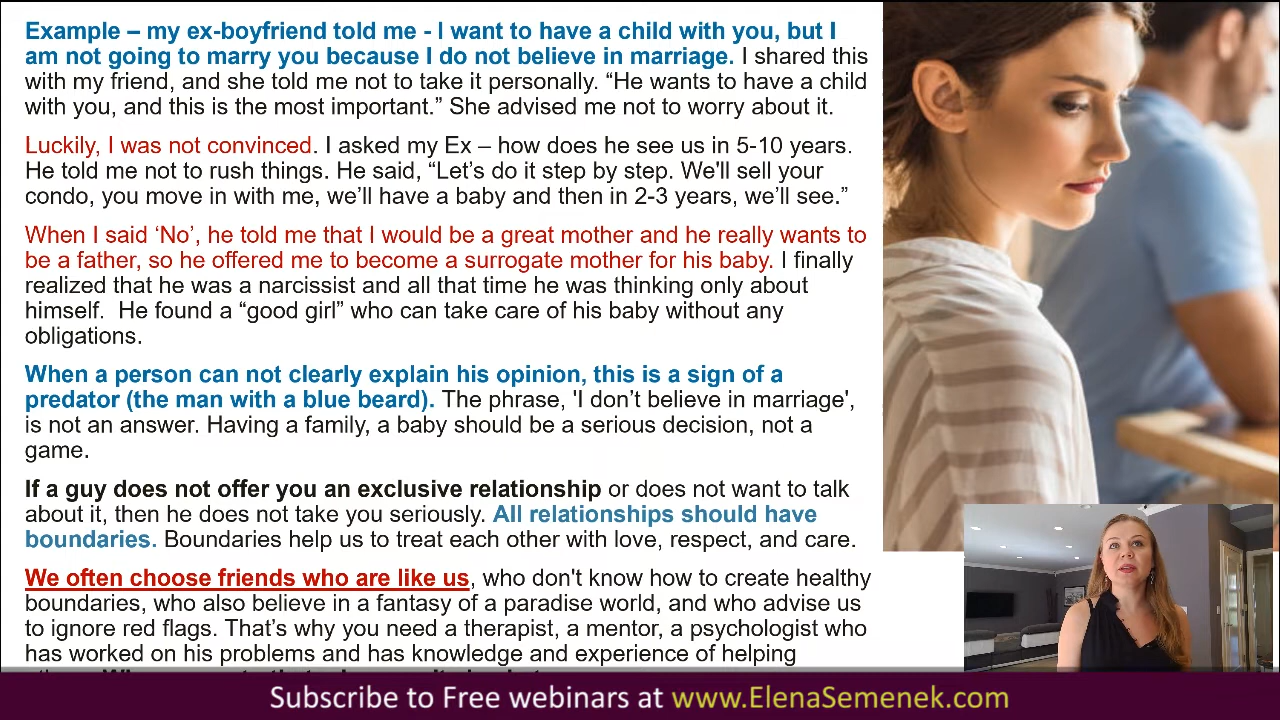 Example – my ex-boyfriend told me - I want to have a child with you, but I
am not going to marry you because I do not believe in marriage. I shared this
with my friend, and she told me not to take it personally. “He wants to have a child
with you, and this is the most important.” She advised me not to worry about it.
Luckily, I was not convinced. I asked my Ex – how does he see us in 5-10 years.
He told me not to rush things. He said, “Let’s do it step by step. We'll sell your
condo, you move in with me, we’ll have a baby and then in 2-3 years, we’ll see.”
When I said ‘No’, he told me that I would be a great mother and he really wants to
be a father, so he offered me to become a surrogate mother for his baby. I finally
realized that he was a narcissist and all that time he was thinking only about
himself.  He found a “good girl” who can take care of his baby without any
obligations.
When a person can not clearly explain his opinion, this is a sign of a
predator (the man with a blue beard). The phrase, 'I don’t believe in marriage',
is not an answer. Having a family, a baby should be a serious decision, not a
game.
If a guy does not offer you an exclusive relationship or does not want to talk
about it, then he does not take you seriously. All relationships should have
boundaries. Boundaries help us to treat each other with love, respect, and care.
We often choose friends who are like us, who don't know how to create healthy
boundaries, who also believe in a fantasy of a paradise world, and who advise us
to ignore red flags. That’s why you need a therapist, a mentor, a psychologist who
has worked on his problems and has knowledge and experience of helping
Subscribe to Free webinars at www.ElenaSemenek.com